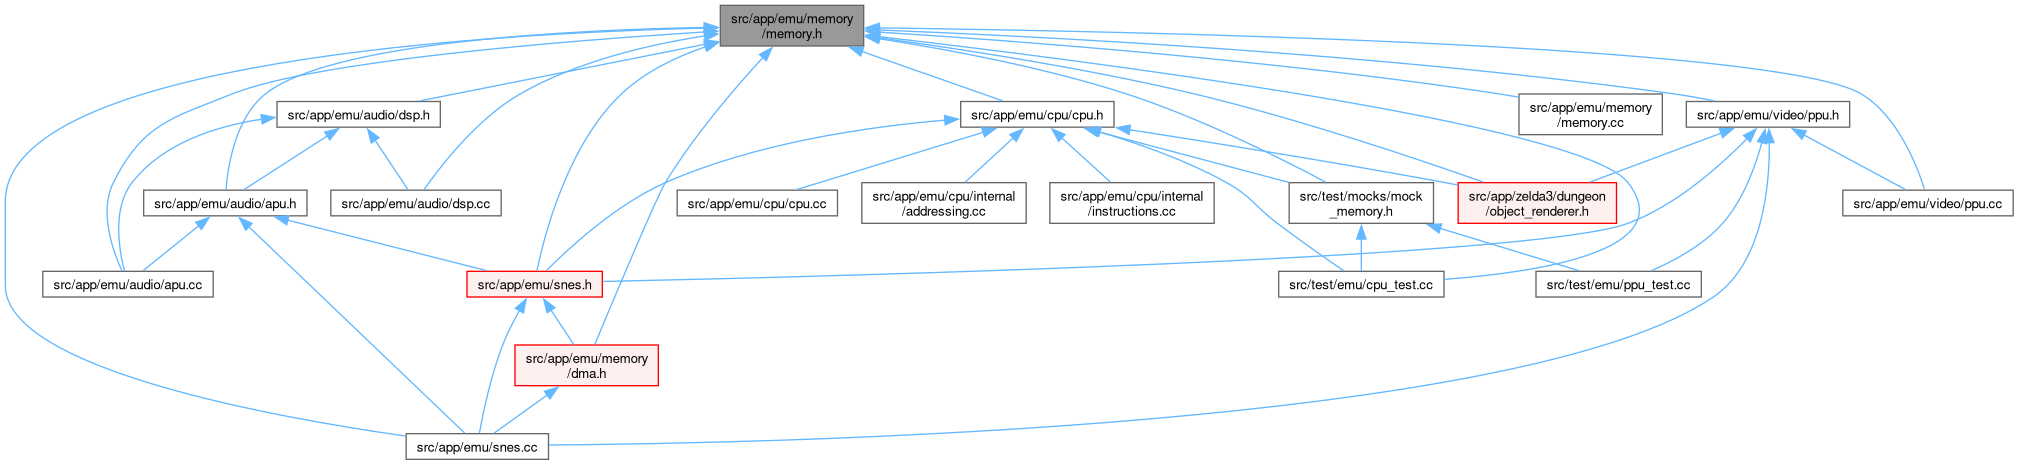 src/app/emu/memory
/memory.h
src/app/emu/audio/dsp.h
src/app/emu/cpu/cpu.h
src/app/emu/memory
/memory.cc
src/app/emu/video/ppu.h
src/app/emu/audio/apu.h
src/app/emu/audio/dsp.cc
src/app/emu/cpu/cpu.cc
src/app/emu/cpu/internal
/addressing.cc
src/app/emu/cpu/internal
/instructions.cc
src/test/mocks/mock
_memory.h
src/app/zelda3/dungeon
/object_renderer.h
src/app/emu/video/ppu.cc
src/app/emu/audio/apu.cc
src/app/emu/snes.h
src/test/emu/cpu_test.cc
src/test/emu/ppu_test.cc
src/app/emu/memory
/dma.h
src/app/emu/snes.cc